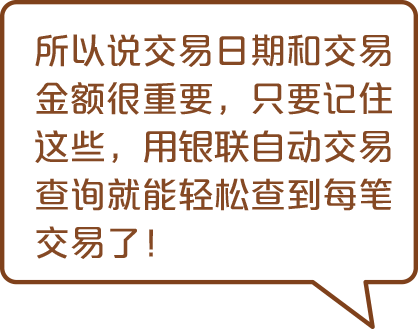 所以说交易日期和交易
金额很重要，只要记住
这些，用银联自动交易
查询就能轻松查到每笔
交易了！